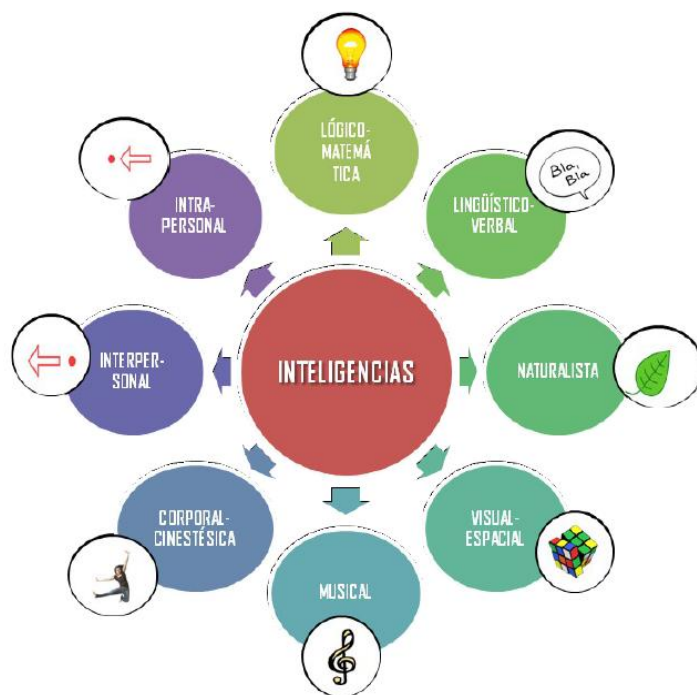 LÓGICO-
MATEMÁ
TICA
Bla,
Bla
LINGÜÍSTICO-
VERBAL
INTRA-
PERSONAL
INTERPER-
SONAL
INTELIGENCIAS
NATURALISTA
CORPORAL-
CINESTÉSICA
VISUAL-
ESPACIAL
MUSICAL